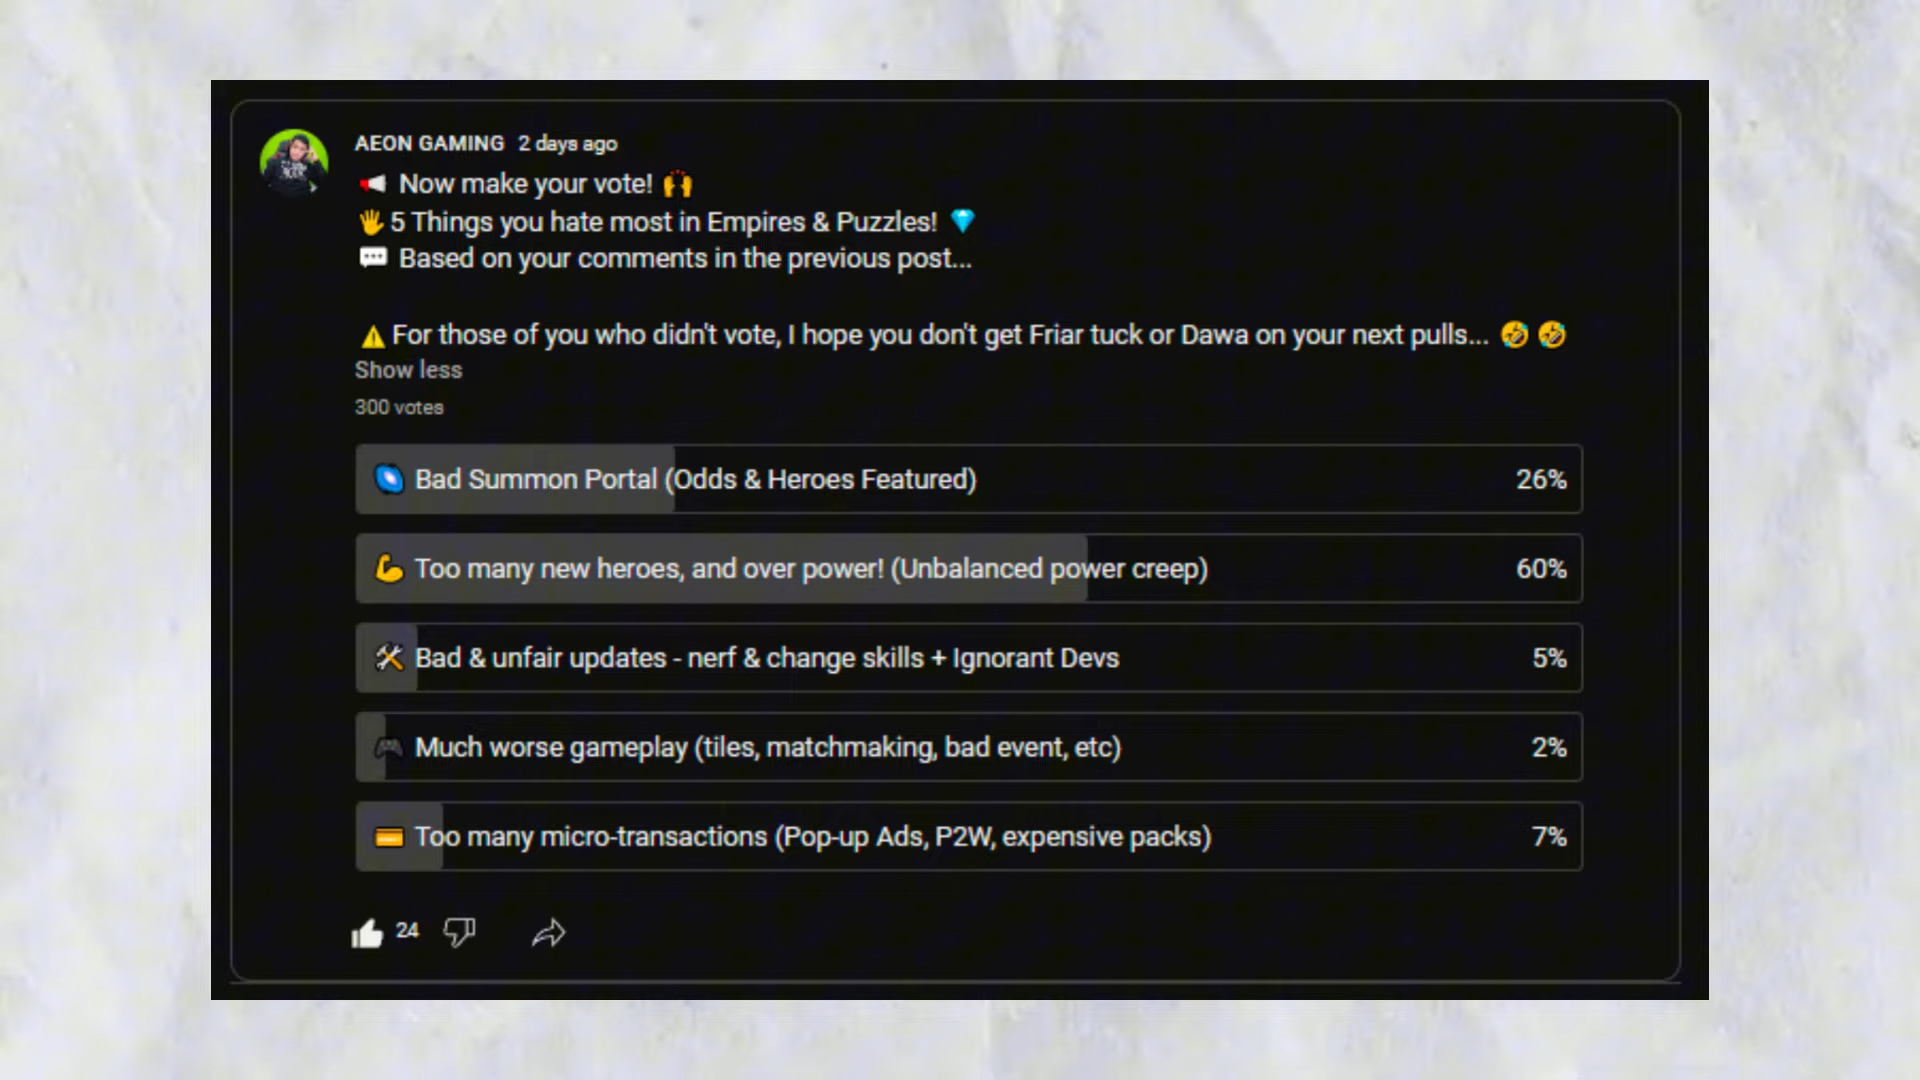 AEON GAMING 2 days ago
📢 Now make your vote! 🙌
🖐 5 Things you hate most in Empires & Puzzles! 💎
💬 Based on your comments in the previous post...
⚠ For those of you who didn't vote, I hope you don't get Friar tuck or Dawa on your next pulls... 🤣 🤣
Show less
300 votes
🌀 Bad Summon Portal (Odds & Heroes Featured) 26%
💪 Too many new heroes, and over power! (Unbalanced power creep) 60%
🛠 Bad & unfair updates - nerf & change skills + Ignorant Devs 5%
🎮 Much worse gameplay (tiles, matchmaking, bad event, etc) 2%
💳 Too many micro-transactions (Pop-up Ads, P2W, expensive packs) 7%
24